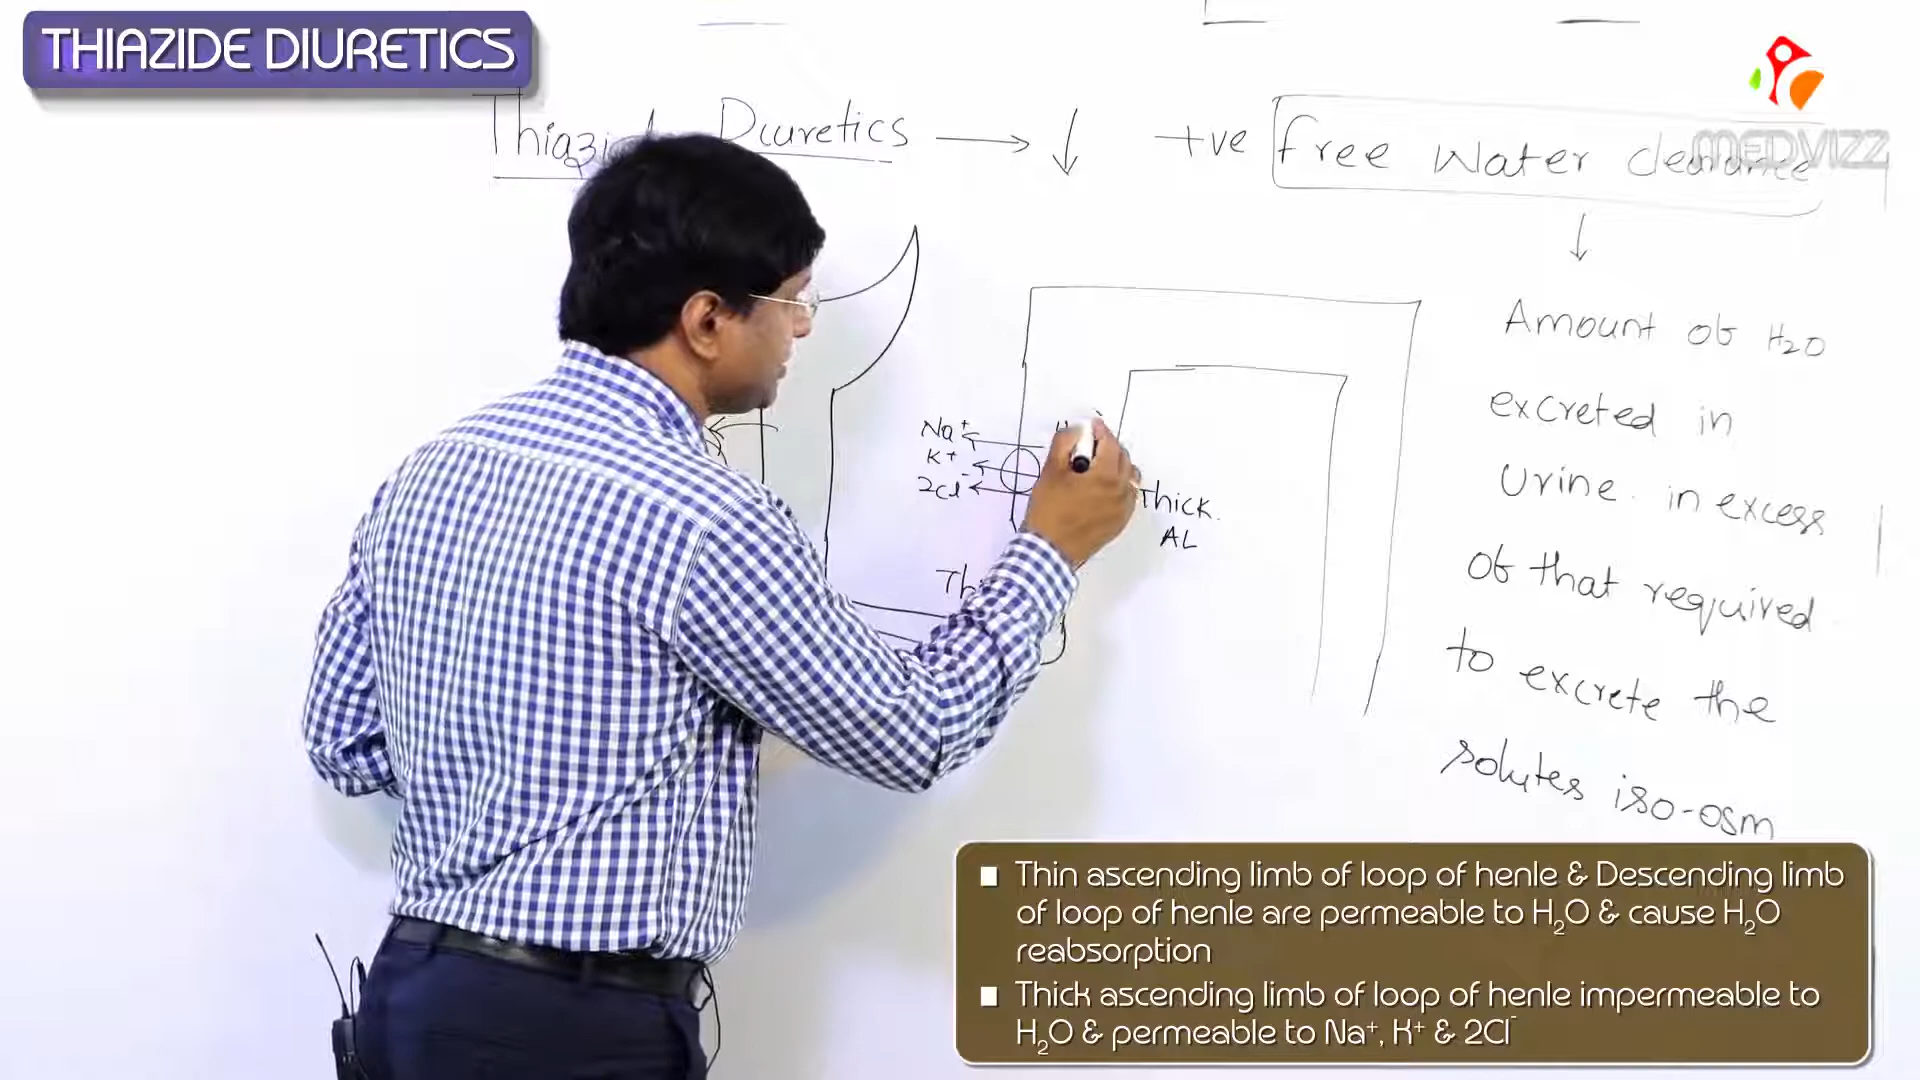 THIAZIDE DIURETICS
Diuretics → ↓ +ve free water clearance
MEDVIZZ
↓
Amount of H₂O
excreted in
Urine. in excess
of that required
to excrete the
solutes iso-osm
Na⁺
K⁺
2Cl⁻
Thick.
AL
■ Thin ascending limb of loop of henle & Descending limb
of loop of henle are permeable to H₂O & cause H₂O
reabsorption
■ Thick ascending limb of loop of henle impermeable to
H₂O & permeable to Na⁺, K⁺ & 2Cl⁻